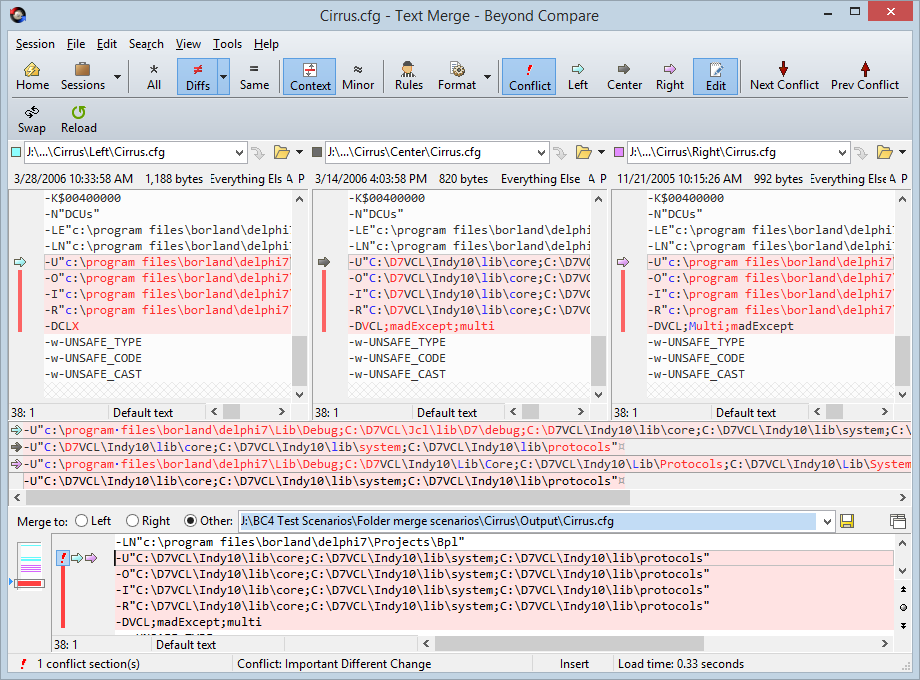 Cirrus.cfg - Text Merge - Beyond Compare
Session File Edit Search View Tools Help
Home Sessions All Diffs Same Context Minor Rules Format Conflict Left Center Right Edit Next Conflict Prev Conflict
Swap Reload
J:\...\Cirrus\Left\Cirrus.cfg J:\...\Cirrus\Center\Cirrus.cfg J:\...\Cirrus\Right\Cirrus.cfg
3/28/2006 10:33:58 AM 1,188 bytes Everything Els A P 3/14/2006 4:03:58 PM 820 bytes Everything Else A P 11/21/2005 10:15:26 AM 992 bytes Everything Els A P
-K$00400000 -K$00400000 -K$00400000
-N"DCUs" -N"DCUs" -N"DCUs"
-LE"c:\program files\borland\delphi7 -LE"c:\program files\borland\delphi -LE"c:\program files\borland\delphi7
-LN"c:\program files\borland\delphi7 -LN"c:\program files\borland\delphi -LN"c:\program files\borland\delphi7
-U"c:\program files\borland\delphi7 -U"C:\D7VCL\Indy10\lib\core;C:\D7VC -U"c:\program files\borland\delphi7
-O"c:\program files\borland\delphi7 -O"C:\D7VCL\Indy10\lib\core;C:\D7VC -O"c:\program files\borland\delphi7
-I"c:\program files\borland\delphi7 -I"C:\D7VCL\Indy10\lib\core;C:\D7VC -I"c:\program files\borland\delphi7
-R"c:\program files\borland\delphi7 -R"C:\D7VCL\Indy10\lib\core;C:\D7VC -R"c:\program files\borland\delphi7
-DCLX -DVCL;madExcept;multi -DVCL;Multi;madExcept
-w-UNSAFE_TYPE -w-UNSAFE_TYPE -w-UNSAFE_TYPE
-w-UNSAFE_CODE -w-UNSAFE_CODE -w-UNSAFE_CODE
-w-UNSAFE_CAST -w-UNSAFE_CAST -w-UNSAFE_CAST
38: 1 Default text 38: 1 Default text 38: 1 Default text
-U"c:\program·files\borland\delphi7\Lib\Debug;C:\D7VCL\Jcl\lib\D7\debug;C:\D7VCL\Indy10\lib\core;C:\D7VCL\Indy10\lib\system;C:\
-U"C:\D7VCL\Indy10\lib\core;C:\D7VCL\Indy10\lib\system;C:\D7VCL\Indy10\lib\protocols"¤
-U"c:\program·files\borland\delphi7\Lib\Debug;C:\D7VCL\Indy10\Lib\Core;C:\D7VCL\Indy10\Lib\Protocols;C:\D7VCL\Indy10\Lib\System
-U"C:\D7VCL\Indy10\lib\core;C:\D7VCL\Indy10\lib\system;C:\D7VCL\Indy10\lib\protocols"¤
Merge to: Left Right Other: J:\BC4 Test Scenarios\Folder merge scenarios\Cirrus\Output\Cirrus.cfg
-LN"c:\program files\borland\delphi7\Projects\Bpl"
-U"C:\D7VCL\Indy10\lib\core;C:\D7VCL\Indy10\lib\system;C:\D7VCL\Indy10\lib\protocols"
-O"C:\D7VCL\Indy10\lib\core;C:\D7VCL\Indy10\lib\system;C:\D7VCL\Indy10\lib\protocols"
-I"C:\D7VCL\Indy10\lib\core;C:\D7VCL\Indy10\lib\system;C:\D7VCL\Indy10\lib\protocols"
-R"C:\D7VCL\Indy10\lib\core;C:\D7VCL\Indy10\lib\system;C:\D7VCL\Indy10\lib\protocols"
-DVCL;madExcept;multi
38: 1 Default text
1 conflict section(s) Conflict: Important Different Change Insert Load time: 0.33 seconds